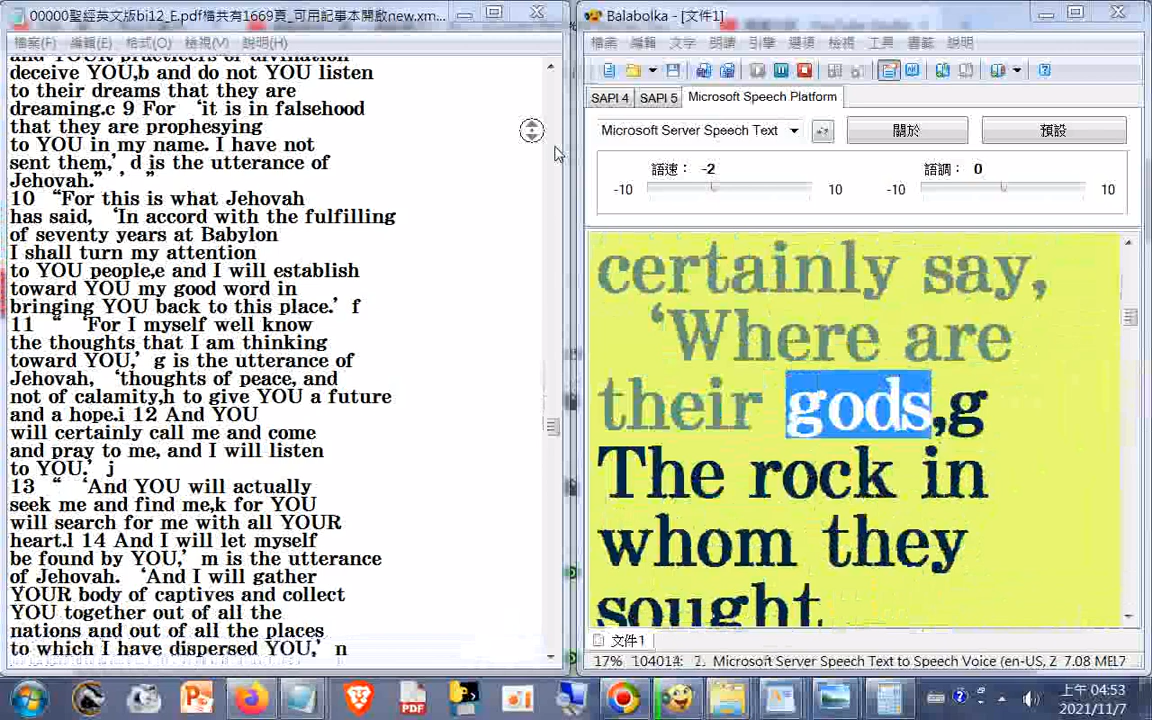 00000聖經英文版bi12_E.pdf檔共有1669頁_可用記事本開啟new.xm...
檔案(F) 編輯(E) 格式(O) 檢視(V) 說明(H)
and YOUR practicers of divination
deceive YOU,b and do not YOU listen
to their dreams that they are
dreaming.c 9 For ‘it is in falsehood
that they are prophesying
to YOU in my name. I have not
sent them,’ d is the utterance of
Jehovah.” ’ ”
10 “For this is what Jehovah
has said, ‘In accord with the fulfilling
of seventy years at Babylon
I shall turn my attention
to YOU people,e and I will establish
toward YOU my good word in
bringing YOU back to this place.’ f
11 “ ‘For I myself well know
the thoughts that I am thinking
toward YOU,’ g is the utterance of
Jehovah, ‘thoughts of peace, and
not of calamity,h to give YOU a future
and a hope.i 12 And YOU
will certainly call me and come
and pray to me, and I will listen
to YOU,’ j
13 “ ‘And YOU will actually
seek me and find me,k for YOU
will search for me with all YOUR
heart.l 14 And I will let myself
be found by YOU,’ m is the utterance
of Jehovah. ‘And I will gather
YOUR body of captives and collect
YOU together out of all the
nations and out of all the places
to which I have dispersed YOU,’ n
Balabolka - [文件1]
檔案 編輯 文字 朗讀 引擎 選項 檢視 工具 書籤 說明
SAPI 4 SAPI 5 Microsoft Speech Platform
Microsoft Server Speech Text 關於 預設
語速： -2 語調： 0
-10 10 -10 10
certainly say,
‘Where are
their gods,g
The rock in
whom they
sought
文件1
17% Microsoft Server Speech Text to Speech Voice (en-US, Z 7.08
PDF
上午 04:53
2021/11/7